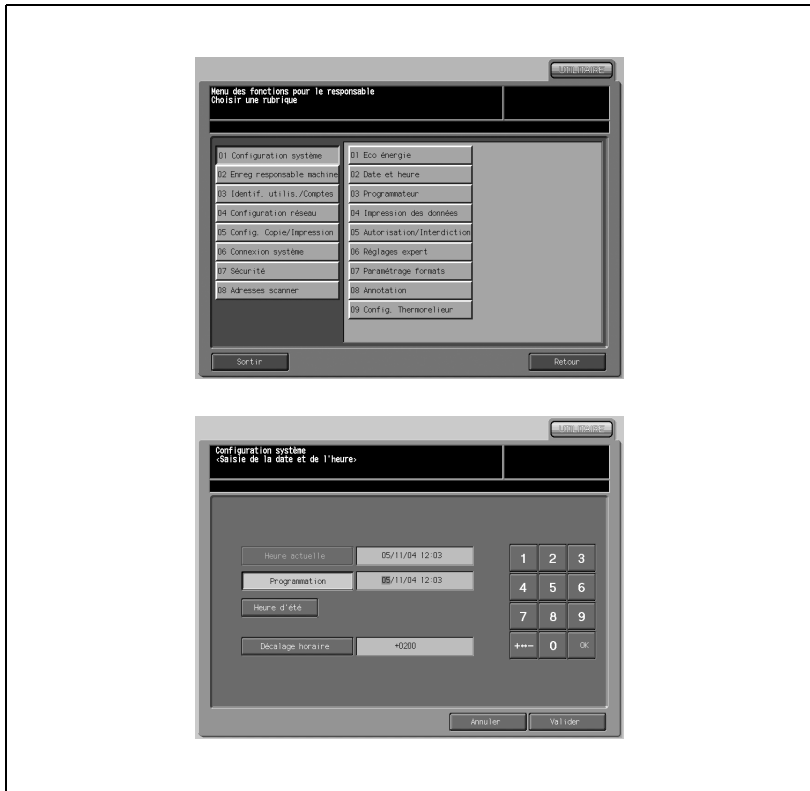 UTILITAIRE
Menu des fonctions pour le responsable
Choisir une rubrique
01 Configuration système
02 Enreg responsable machine
03 Identif. utilis./Comptes
04 Configuration réseau
05 Config. Copie/Impression
06 Connexion système
07 Sécurité
08 Adresses scanner
01 Eco énergie
02 Date et heure
03 Programmateur
04 Impression des données
05 Autorisation/Interdiction
06 Réglages expert
07 Paramétrage formats
08 Annotation
09 Config. Thermorelieur
Sortir
Retour
UTILITAIRE
Configuration système
<Saisie de la date et de l'heure>
Heure actuelle 05/11/04 12:03
Programmation 05/11/04 12:03
Heure d'été
Décalage horaire +0200
1 2 3
4 5 6
7 8 9
+↔- 0 OK
Annuler Valider